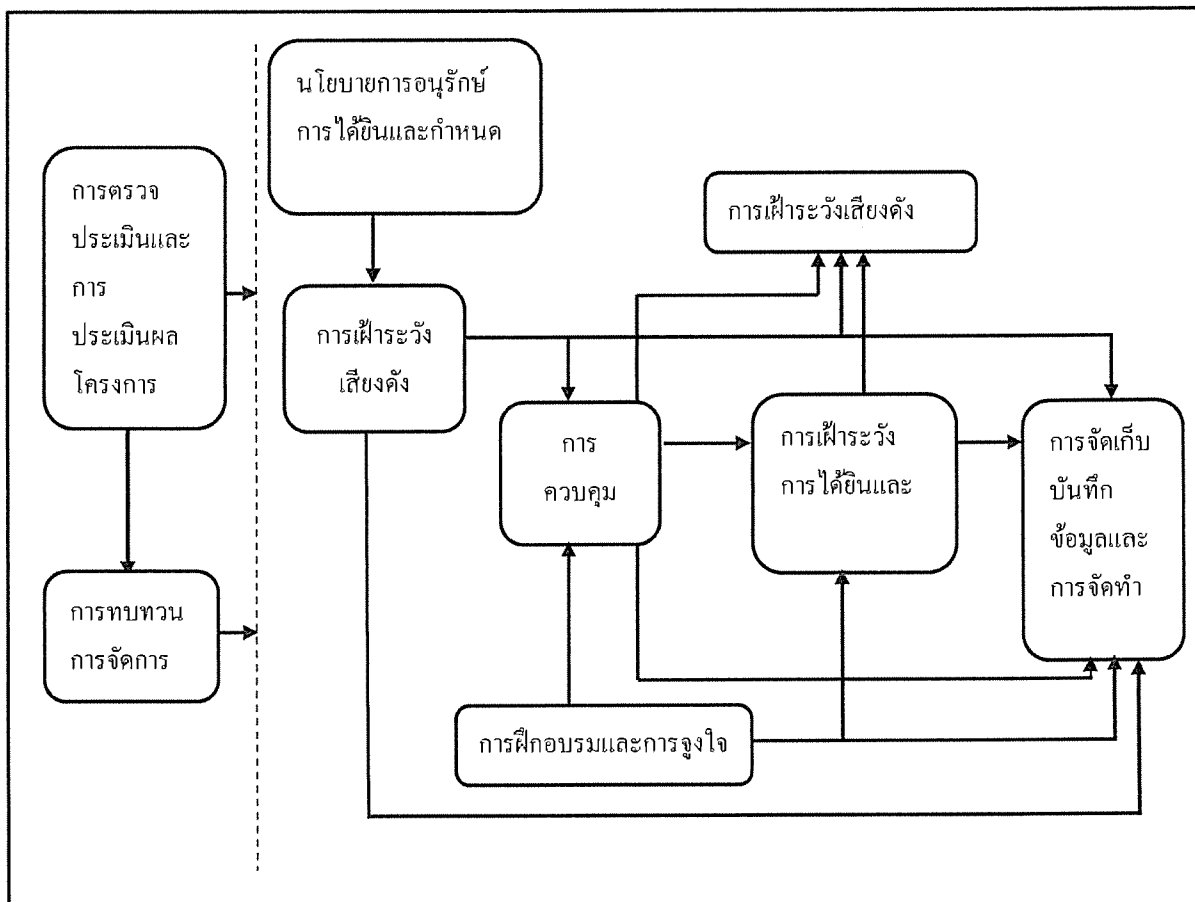 การตรวจ
ประเมินและ
การ
ประเมินผล
โครงการ
การทบทวน
การจัดการ
นโยบายการอนุรักษ์
การได้ยินและกำหนด
การเฝ้าระวัง
เสียงดัง
การเฝ้าระวังเสียงดัง
การ
ควบคุม
การเฝ้าระวัง
การได้ยินและ
การจัดเก็บ
บันทึก
ข้อมูลและ
การจัดทำ
การฝึกอบรมและการจูงใจ